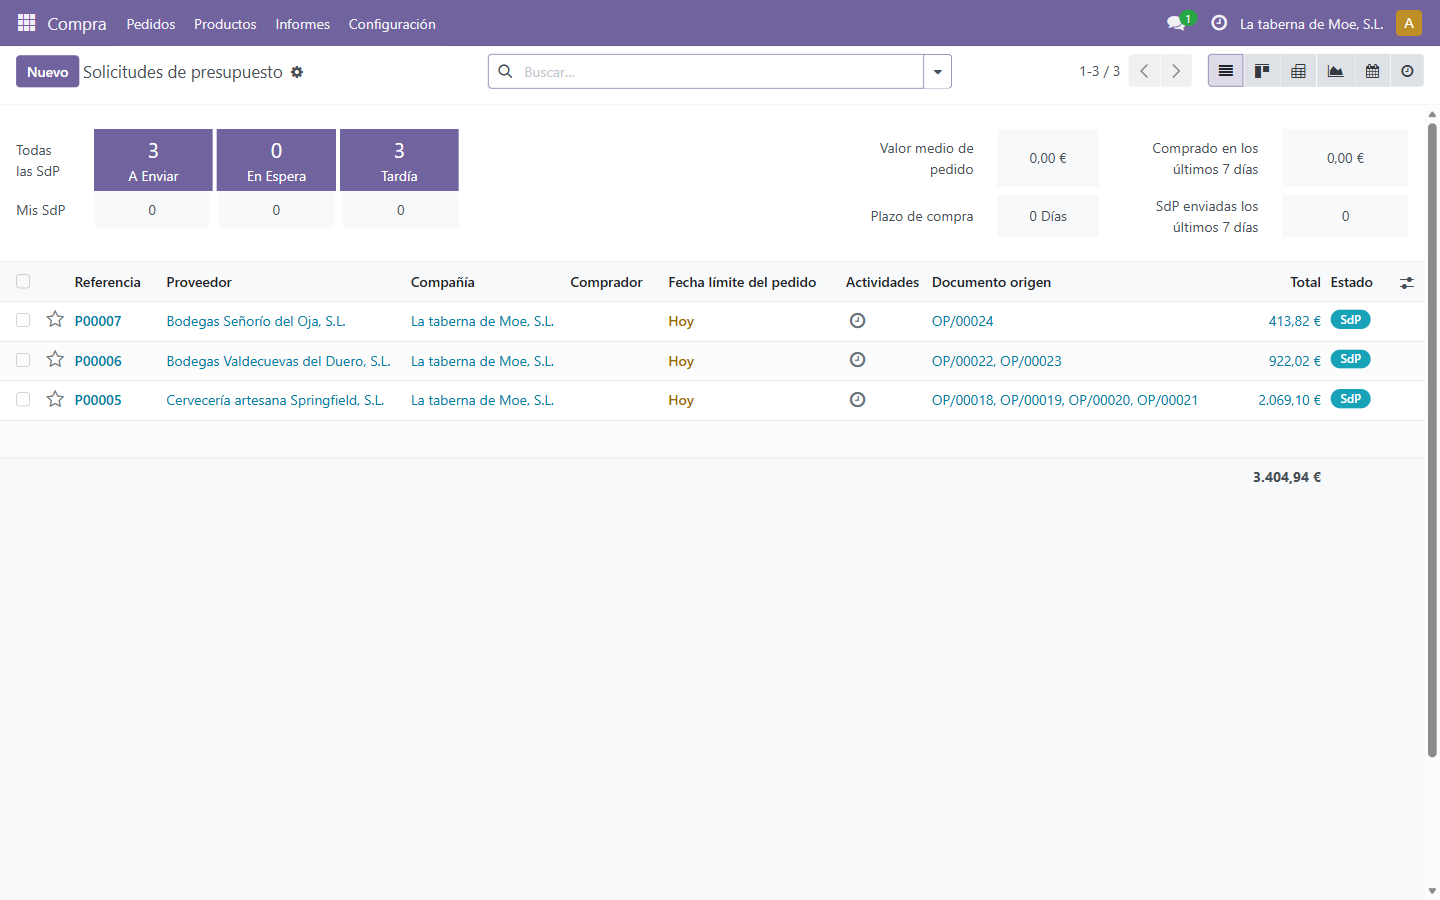 Compra Pedidos Productos Informes Configuración 1 La taberna de Moe, S.L. A
Nuevo Solicitudes de presupuesto Buscar... 1-3 / 3
Todas las SdP
3 A Enviar
0 En Espera
3 Tardía
Mis SdP 0 0 0
Valor medio de pedido 0,00 €
Comprado en los últimos 7 días 0,00 €
Plazo de compra 0 Días
SdP enviadas los últimos 7 días 0
Referencia Proveedor Compañía Comprador Fecha límite del pedido Actividades Documento origen Total Estado
P00007 Bodegas Señorío del Oja, S.L. La taberna de Moe, S.L. Hoy OP/00024 413,82 € SdP
P00006 Bodegas Valdecuevas del Duero, S.L. La taberna de Moe, S.L. Hoy OP/00022, OP/00023 922,02 € SdP
P00005 Cervecería artesana Springfield, S.L. La taberna de Moe, S.L. Hoy OP/00018, OP/00019, OP/00020, OP/00021 2.069,10 € SdP
3.404,94 €